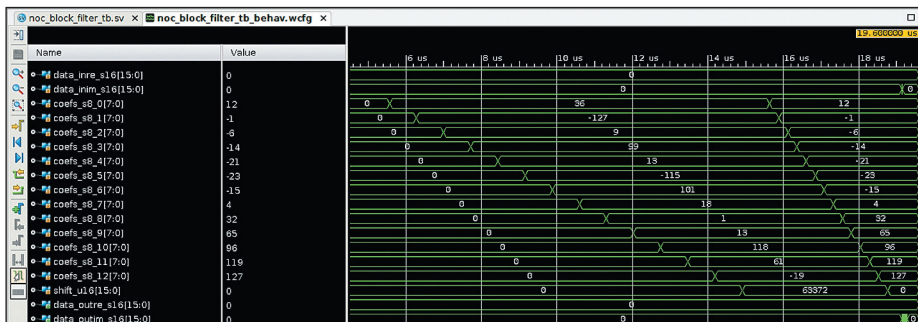 noc_block_filter_tb.sv × noc_block_filter_tb_behav.wcfg ×
19.600000 us
Name Value
6 us 8 us 10 us 12 us 14 us 16 us 18 us
data_inre_s16[15:0] 0 0
data_inim_s16[15:0] 0 0 0
coefs_s8_0[7:0] 12 0 36 12
coefs_s8_1[7:0] -1 0 -127 -1
coefs_s8_2[7:0] -6 0 9 -6
coefs_s8_3[7:0] -14 0 99 -14
coefs_s8_4[7:0] -21 0 13 -21
coefs_s8_5[7:0] -23 0 -115 -23
coefs_s8_6[7:0] -15 0 101 -15
coefs_s8_7[7:0] 4 0 18 4
coefs_s8_8[7:0] 32 0 1 32
coefs_s8_9[7:0] 65 0 13 65
coefs_s8_10[7:0] 96 0 118 96
coefs_s8_11[7:0] 119 0 61 119
coefs_s8_12[7:0] 127 0 -19 127
shift_u16[15:0] 0 0 63372 0
data_outre_s16[15:0] 0 0
data_outim_s16[15:0] 0 0 0